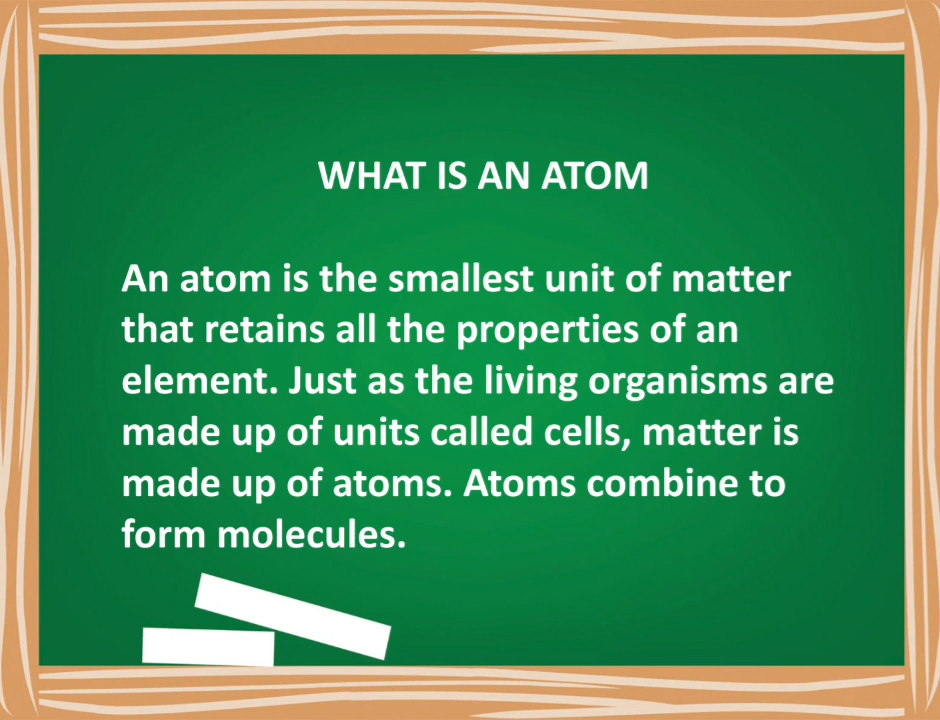 WHAT IS AN ATOM
An atom is the smallest unit of matter
that retains all the properties of an
element. Just as the living organisms are
made up of units called cells, matter is
made up of atoms. Atoms combine to
form molecules.